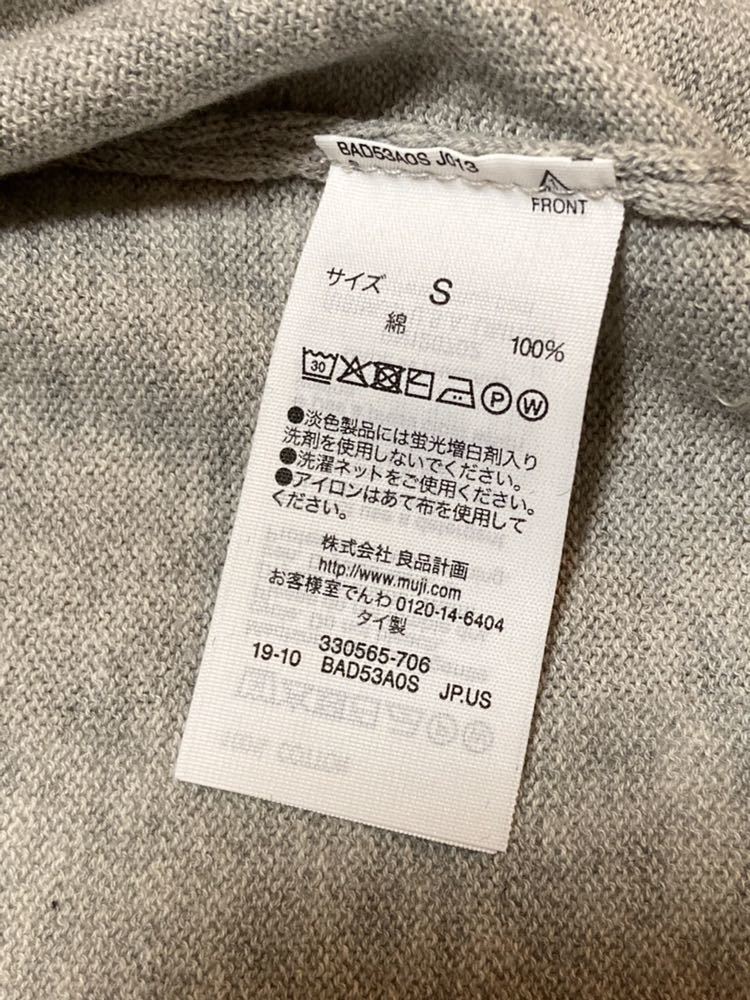 BAD53A0S J013
FRONT
サイズ S
綿 100%
30
P W
●淡色製品には蛍光増白剤入り
洗剤を使用しないでください。
●洗濯ネットをご使用ください。
●アイロンはあて布を使用して
ください。
株式会社 良品計画
http://www.muji.com
お客様室でんわ 0120-14-6404
タイ製
330565-706
19-10 BAD53A0S JP.US